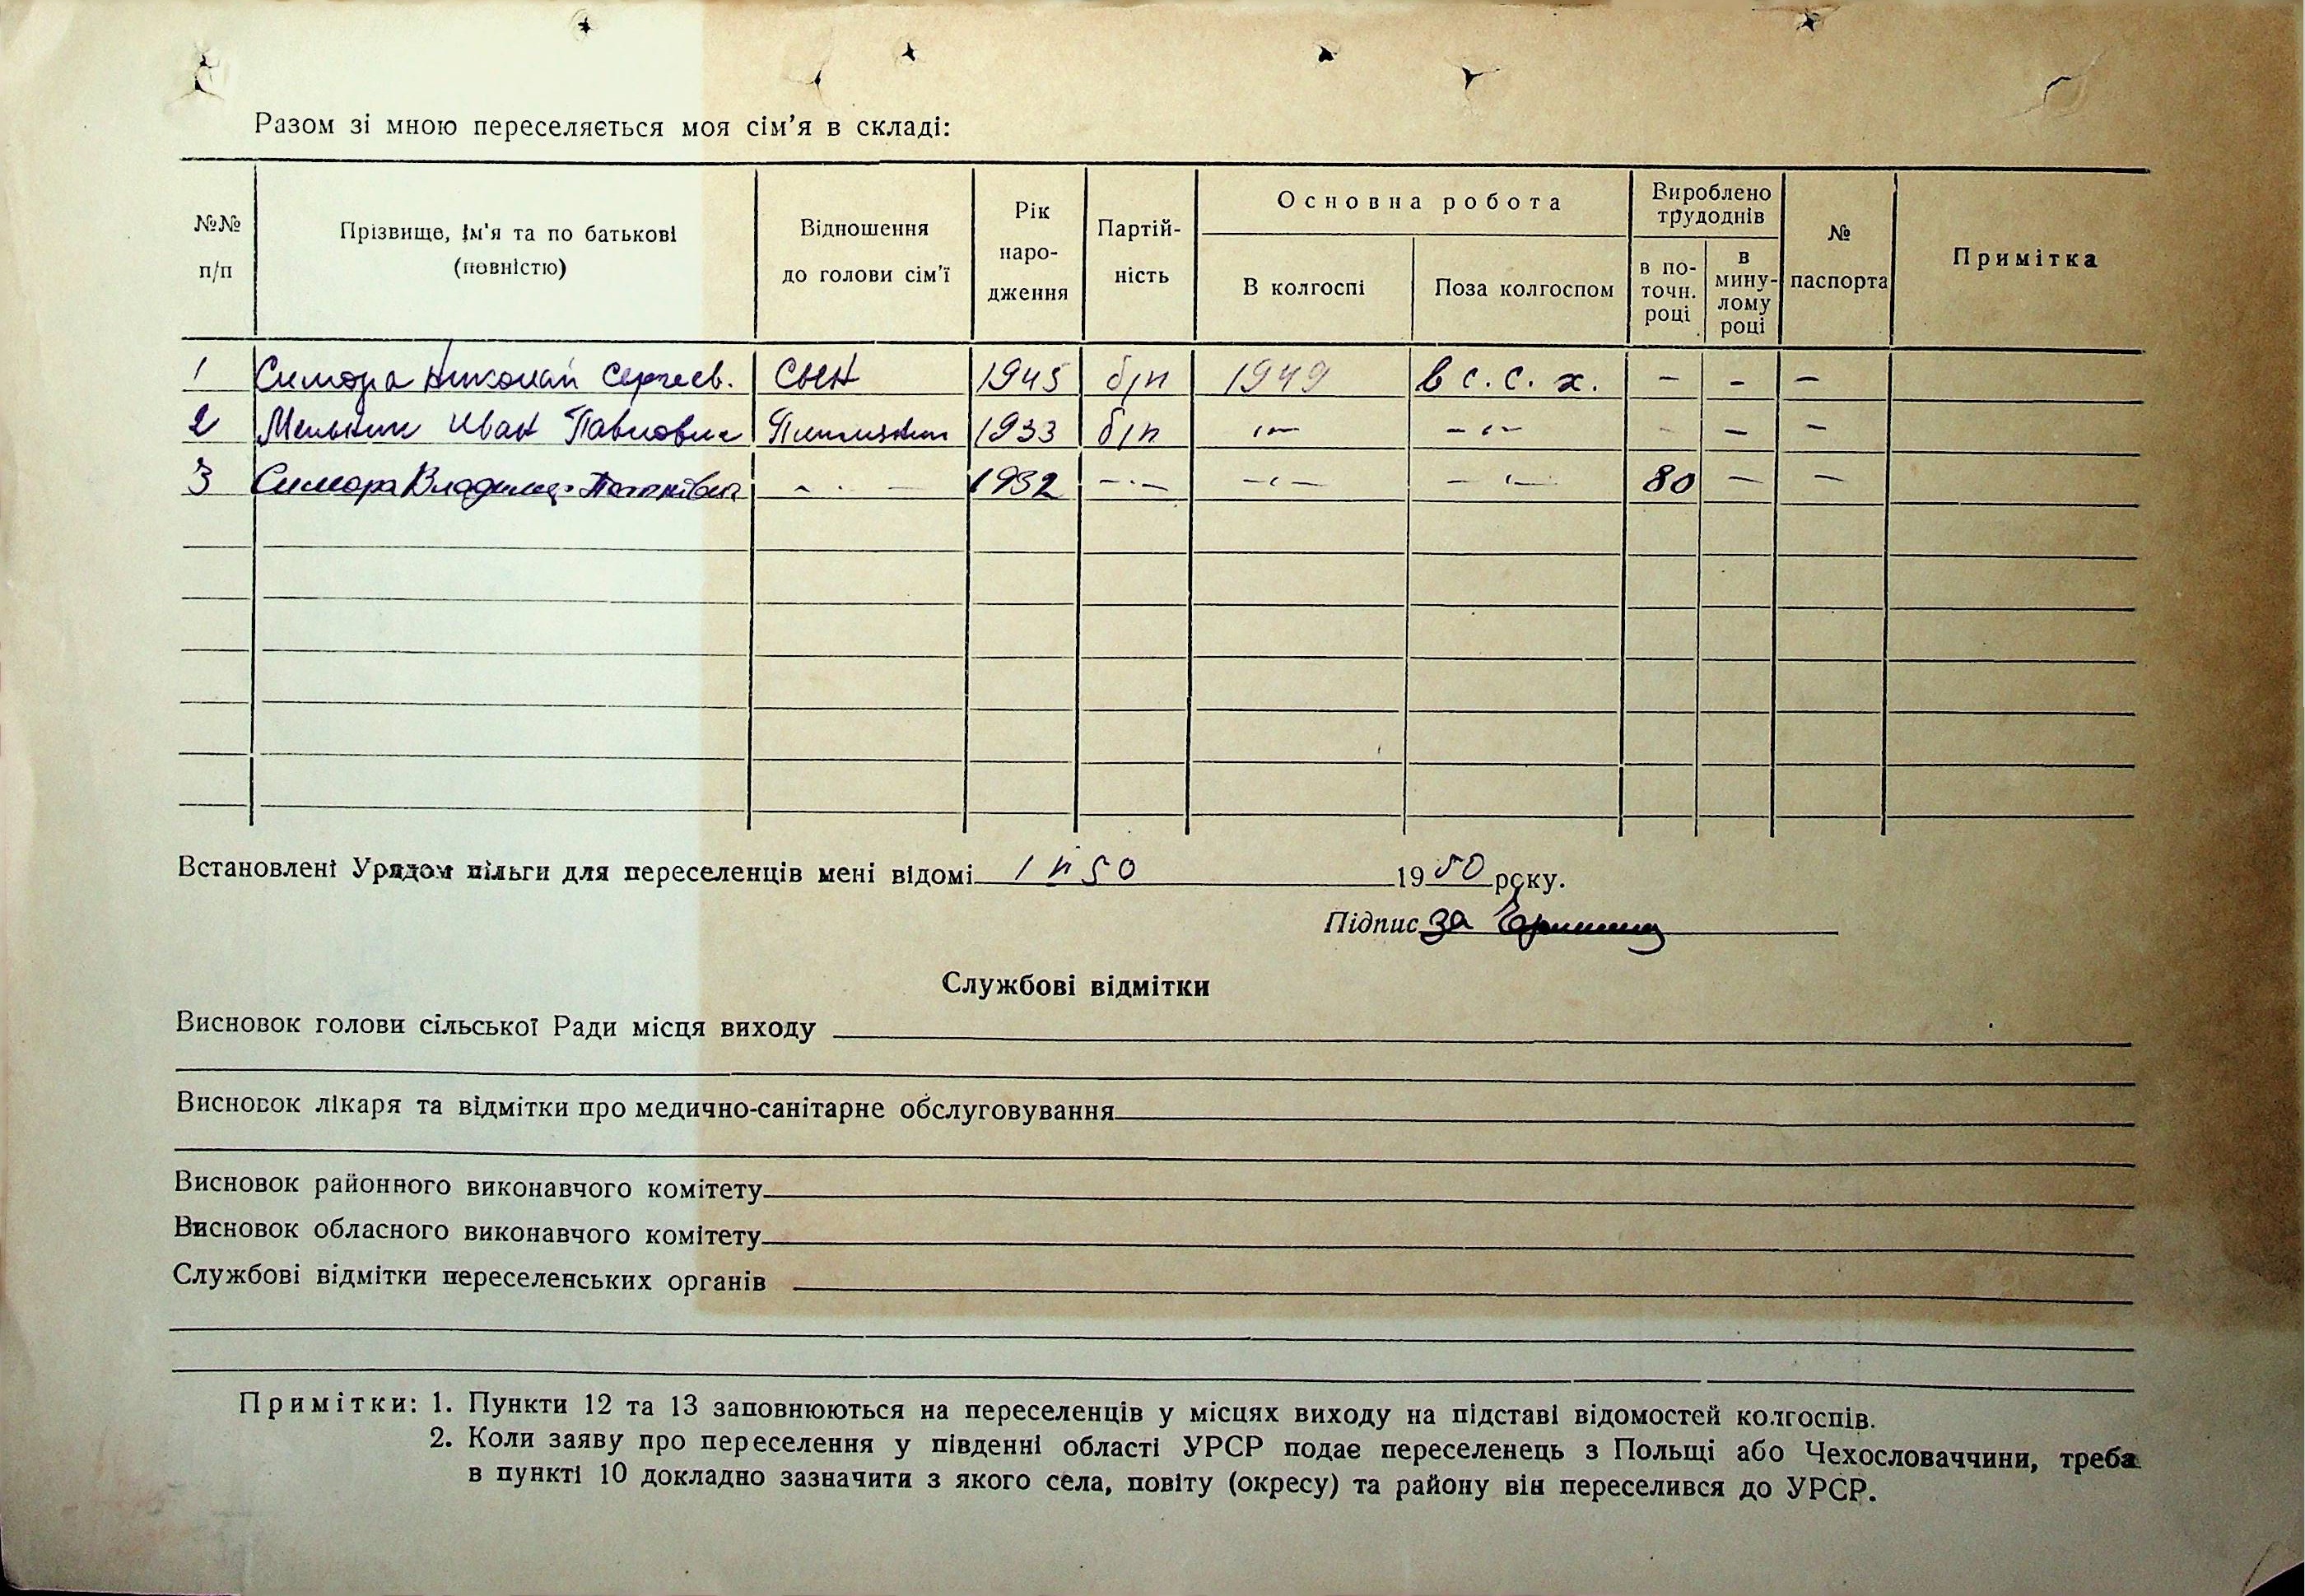 Разом зі мною переселяється моя сім'я в складі:
№№ п/п
Прізвище, ім'я та по батькові (повністю)
Відношення до голови сім'ї
Рік народження
Партійність
Основна робота
В колгоспі
Поза колгоспом
Вироблено трудоднів
в поточн. році
в минулому році
№ паспорта
Примітка
1 Симора Николай Сергеев. сын 1945 б/п 1949 в с. с. х. - - -
2 Мельник Иван Павлович 1933 б/п - -
3 Симора Владимир 1932 80 - -
Встановлені Урядом пільги для переселенців мені відомі 1950 року.
Підпис за
Службові відмітки
Висновок голови сільської Ради місця виходу
Висновок лікаря та відмітки про медично-санітарне обслуговування
Висновок районного виконавчого комітету
Висновок обласного виконавчого комітету
Службові відмітки переселенських органів
Примітки: 1. Пункти 12 та 13 заповнюються на переселенців у місцях виходу на підставі відомостей колгоспів.
2. Коли заяву про переселення у південні області УРСР подає переселенець з Польщі або Чехословаччини, треба
в пункті 10 докладно зазначити з якого села, повіту (окресу) та району він переселився до УРСР.